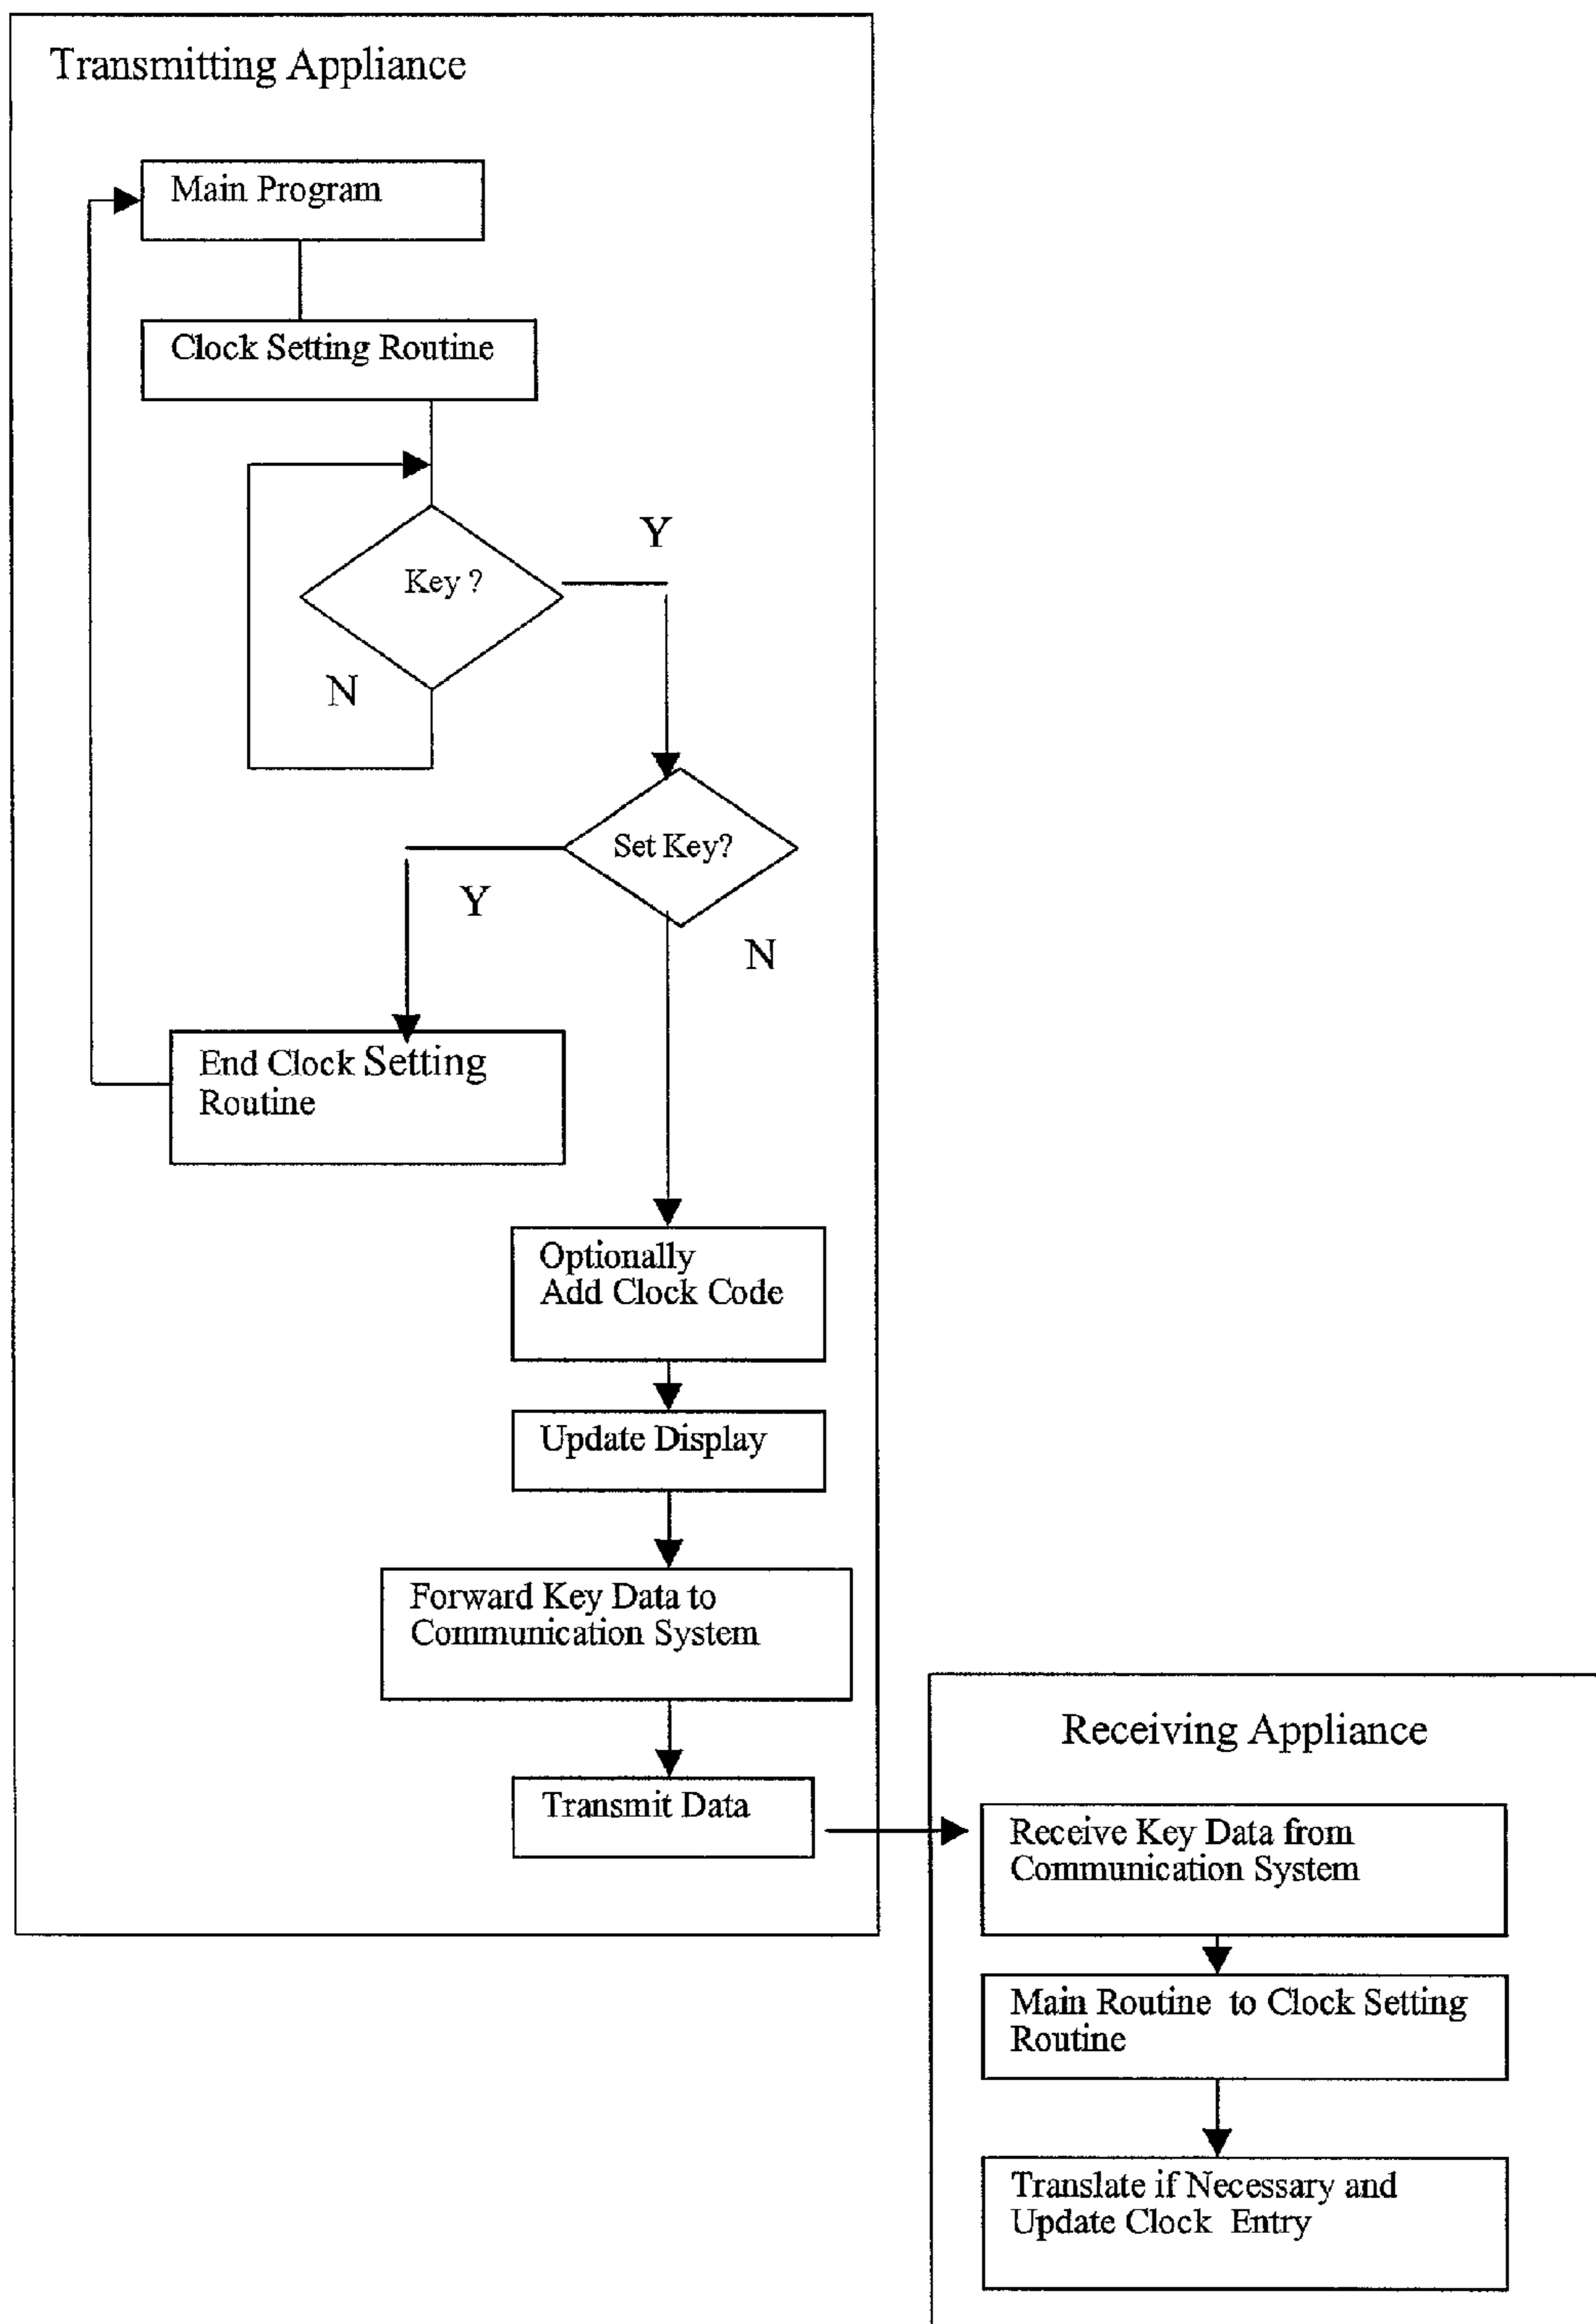 Transmitting Appliance
Main Program
Clock Setting Routine
Key ?
Y
N
Set Key?
Y
N
End Clock Setting
Routine
Optionally
Add Clock Code
Update Display
Forward Key Data to
Communication System
Transmit Data
Receiving Appliance
Receive Key Data from
Communication System
Main Routine to Clock Setting
Routine
Translate if Necessary and
Update Clock Entry